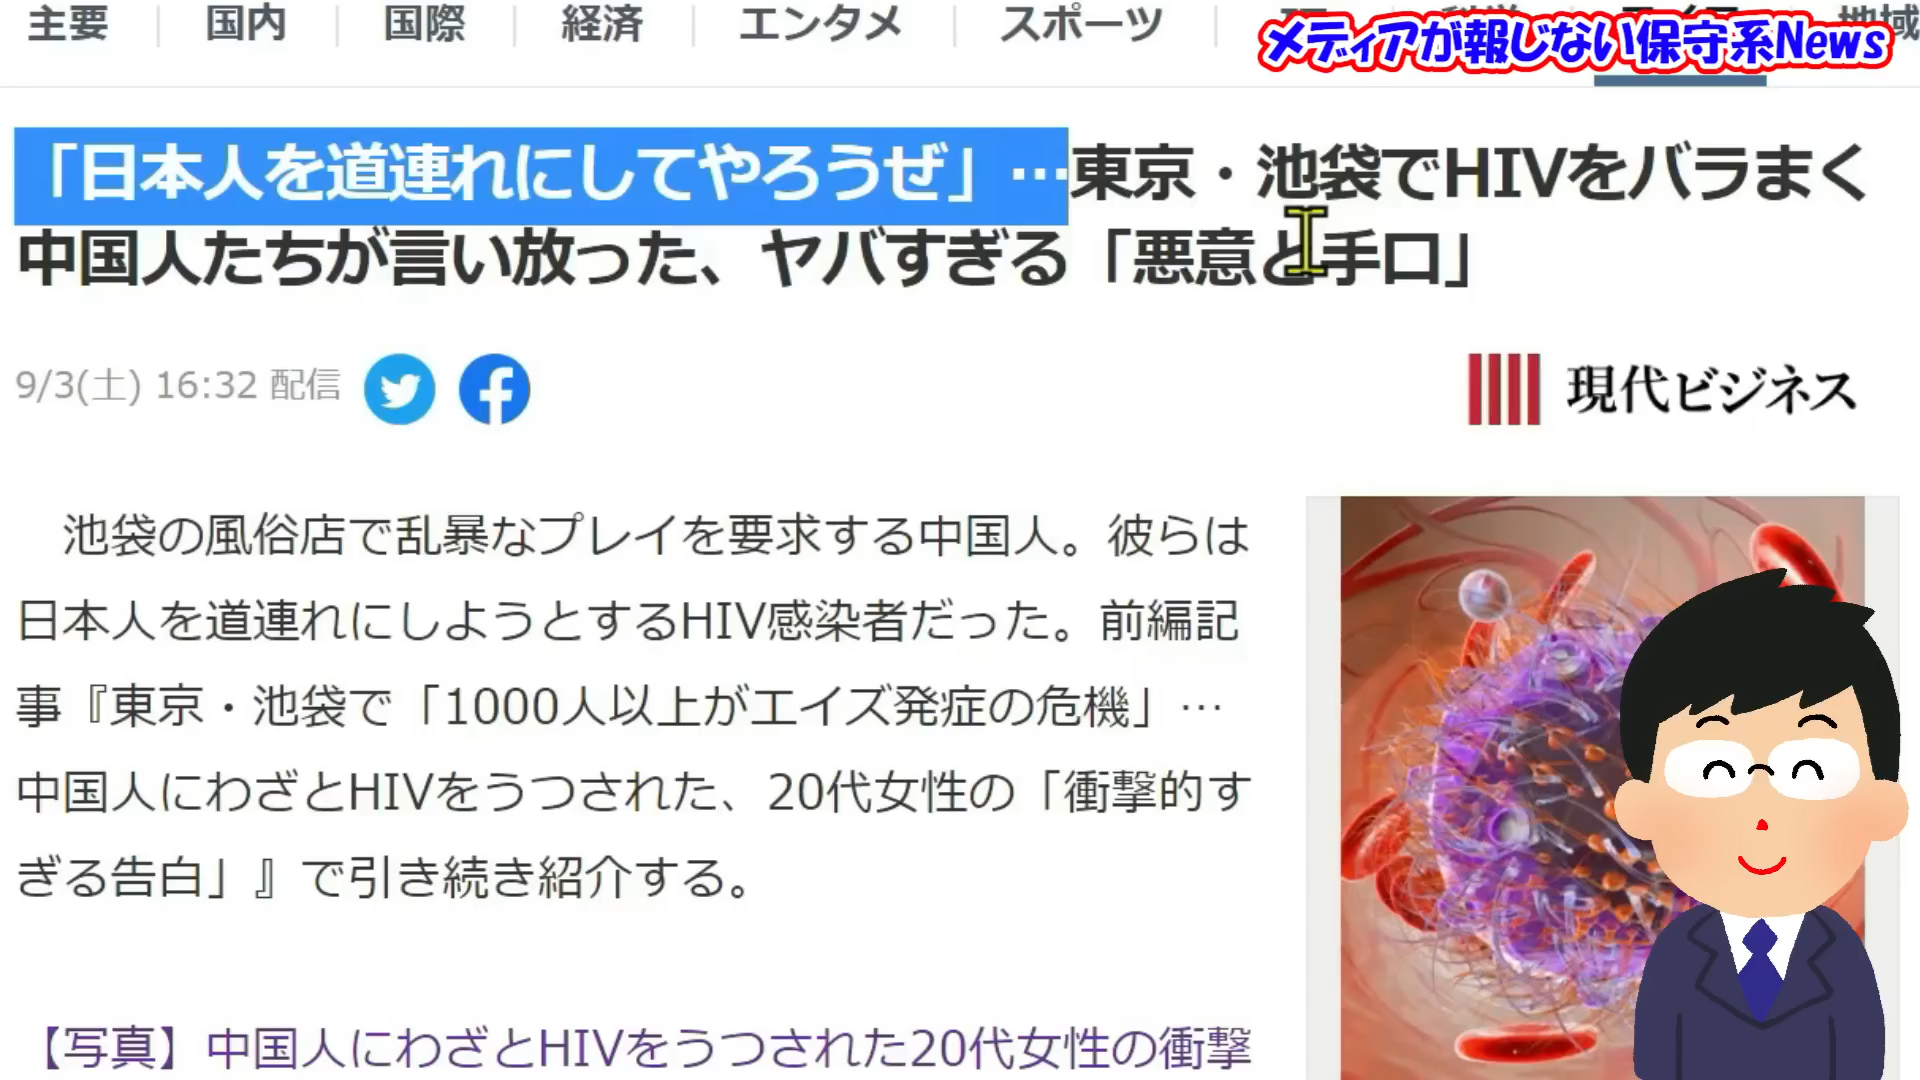 主要
国内
国際
経済
エンタメ
スポーツ
メディアが報じない保守系News
「日本人を道連れにしてやろうぜ」…東京・池袋でHIVをバラまく
中国人たちが言い放った、ヤバすぎる「悪意と手口」
9/3(土) 16:32 配信
現代ビジネス
池袋の風俗店で乱暴なプレイを要求する中国人。彼らは
日本人を道連れにしようとするHIV感染者だった。前編記
事『東京・池袋で「1000人以上がエイズ発症の危機」…
中国人にわざとHIVをうつされた、20代女性の「衝撃的す
ぎる告白」』で引き続き紹介する。
【写真】中国人にわざとHIVをうつされた20代女性の衝撃